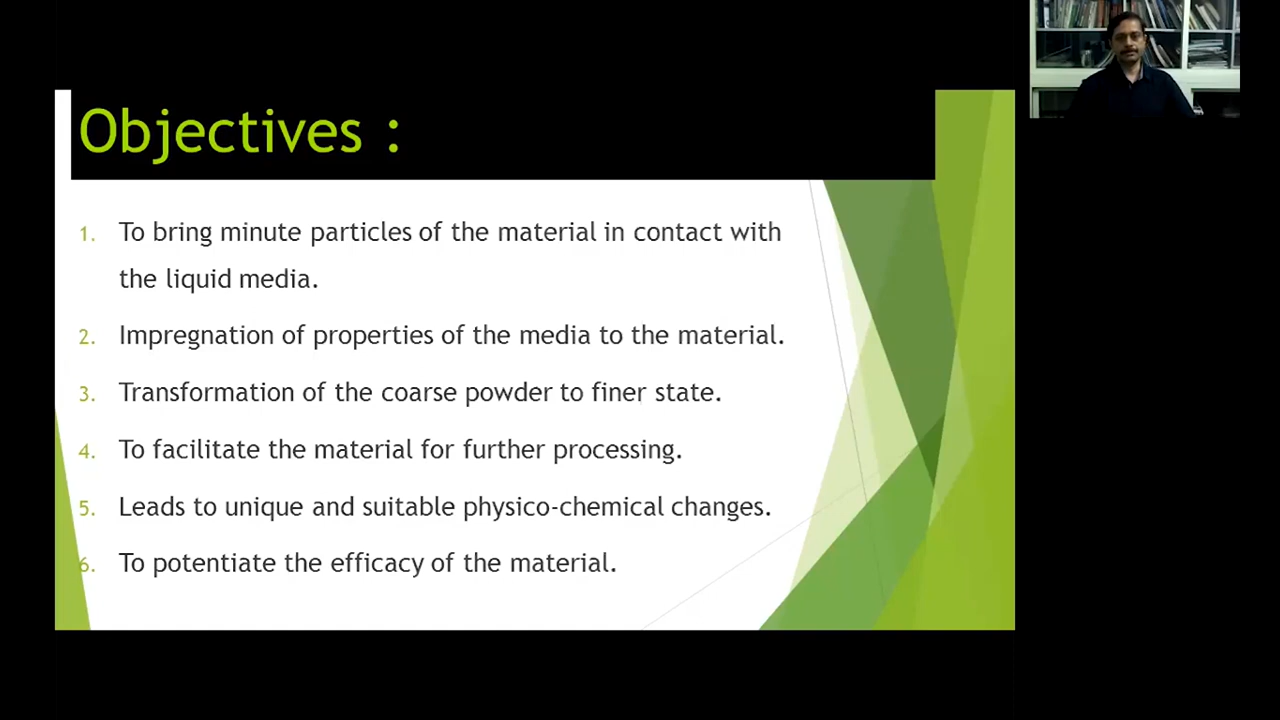 Objectives :
1. To bring minute particles of the material in contact with
the liquid media.
2. Impregnation of properties of the media to the material.
3. Transformation of the coarse powder to finer state.
4. To facilitate the material for further processing.
5. Leads to unique and suitable physico-chemical changes.
6. To potentiate the efficacy of the material.